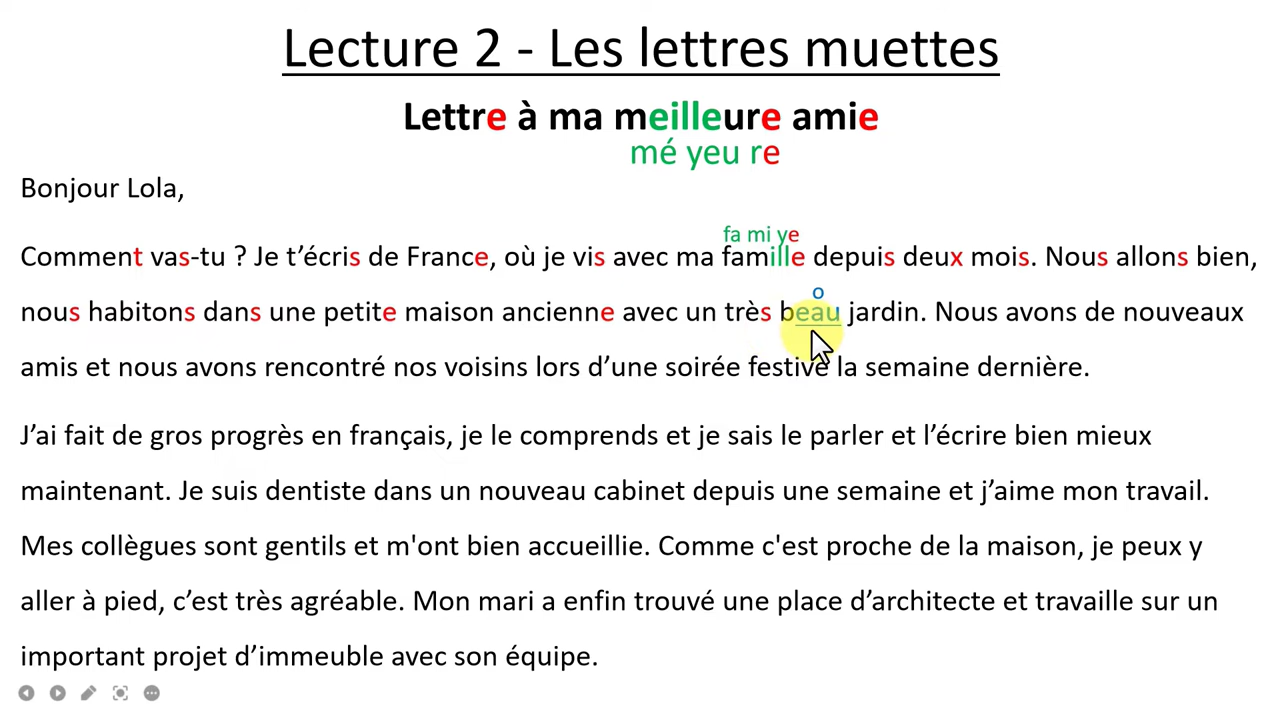 Lecture 2 - Les lettres muettes
Lettre à ma meilleure amie
mé yeu re
Bonjour Lola,
fa mi ye
Comment vas-tu ? Je t’écris de France, où je vis avec ma famille depuis deux mois. Nous allons bien,
o
nous habitons dans une petite maison ancienne avec un très beau jardin. Nous avons de nouveaux
amis et nous avons rencontré nos voisins lors d’une soirée festive la semaine dernière.
J’ai fait de gros progrès en français, je le comprends et je sais le parler et l’écrire bien mieux
maintenant. Je suis dentiste dans un nouveau cabinet depuis une semaine et j’aime mon travail.
Mes collègues sont gentils et m'ont bien accueillie. Comme c'est proche de la maison, je peux y
aller à pied, c’est très agréable. Mon mari a enfin trouvé une place d’architecte et travaille sur un
important projet d’immeuble avec son équipe.